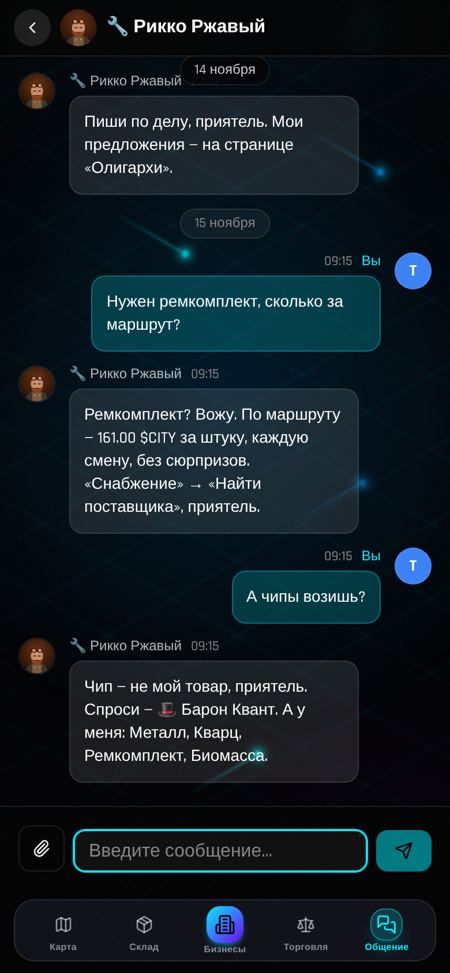 🔧 Рикко Ржавый
14 ноября
🔧 Рикко Ржавый
Пиши по делу, приятель. Мои
предложения – на странице
«Олигархи».
15 ноября
09:15 Вы
T
Нужен ремкомплект, сколько за
маршрут?
🔧 Рикко Ржавый 09:15
Ремкомплект? Вожу. По маршруту
– 161.00 $CITY за штуку, каждую
смену, без сюрпризов.
«Снабжение» → «Найти
поставщика», приятель.
09:15 Вы
T
А чипы возишь?
🔧 Рикко Ржавый 09:15
Чип – не мой товар, приятель.
Спроси – 🎩 Барон Квант. А у
меня: Металл, Кварц,
Ремкомплект, Биомасса.
Введите сообщение...
Карта Склад Бизнесы Торговля Общение